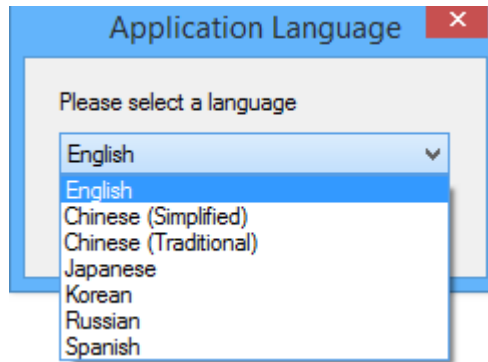 Application Language
Please select a language
English
English
Chinese (Simplified)
Chinese (Traditional)
Japanese
Korean
Russian
Spanish